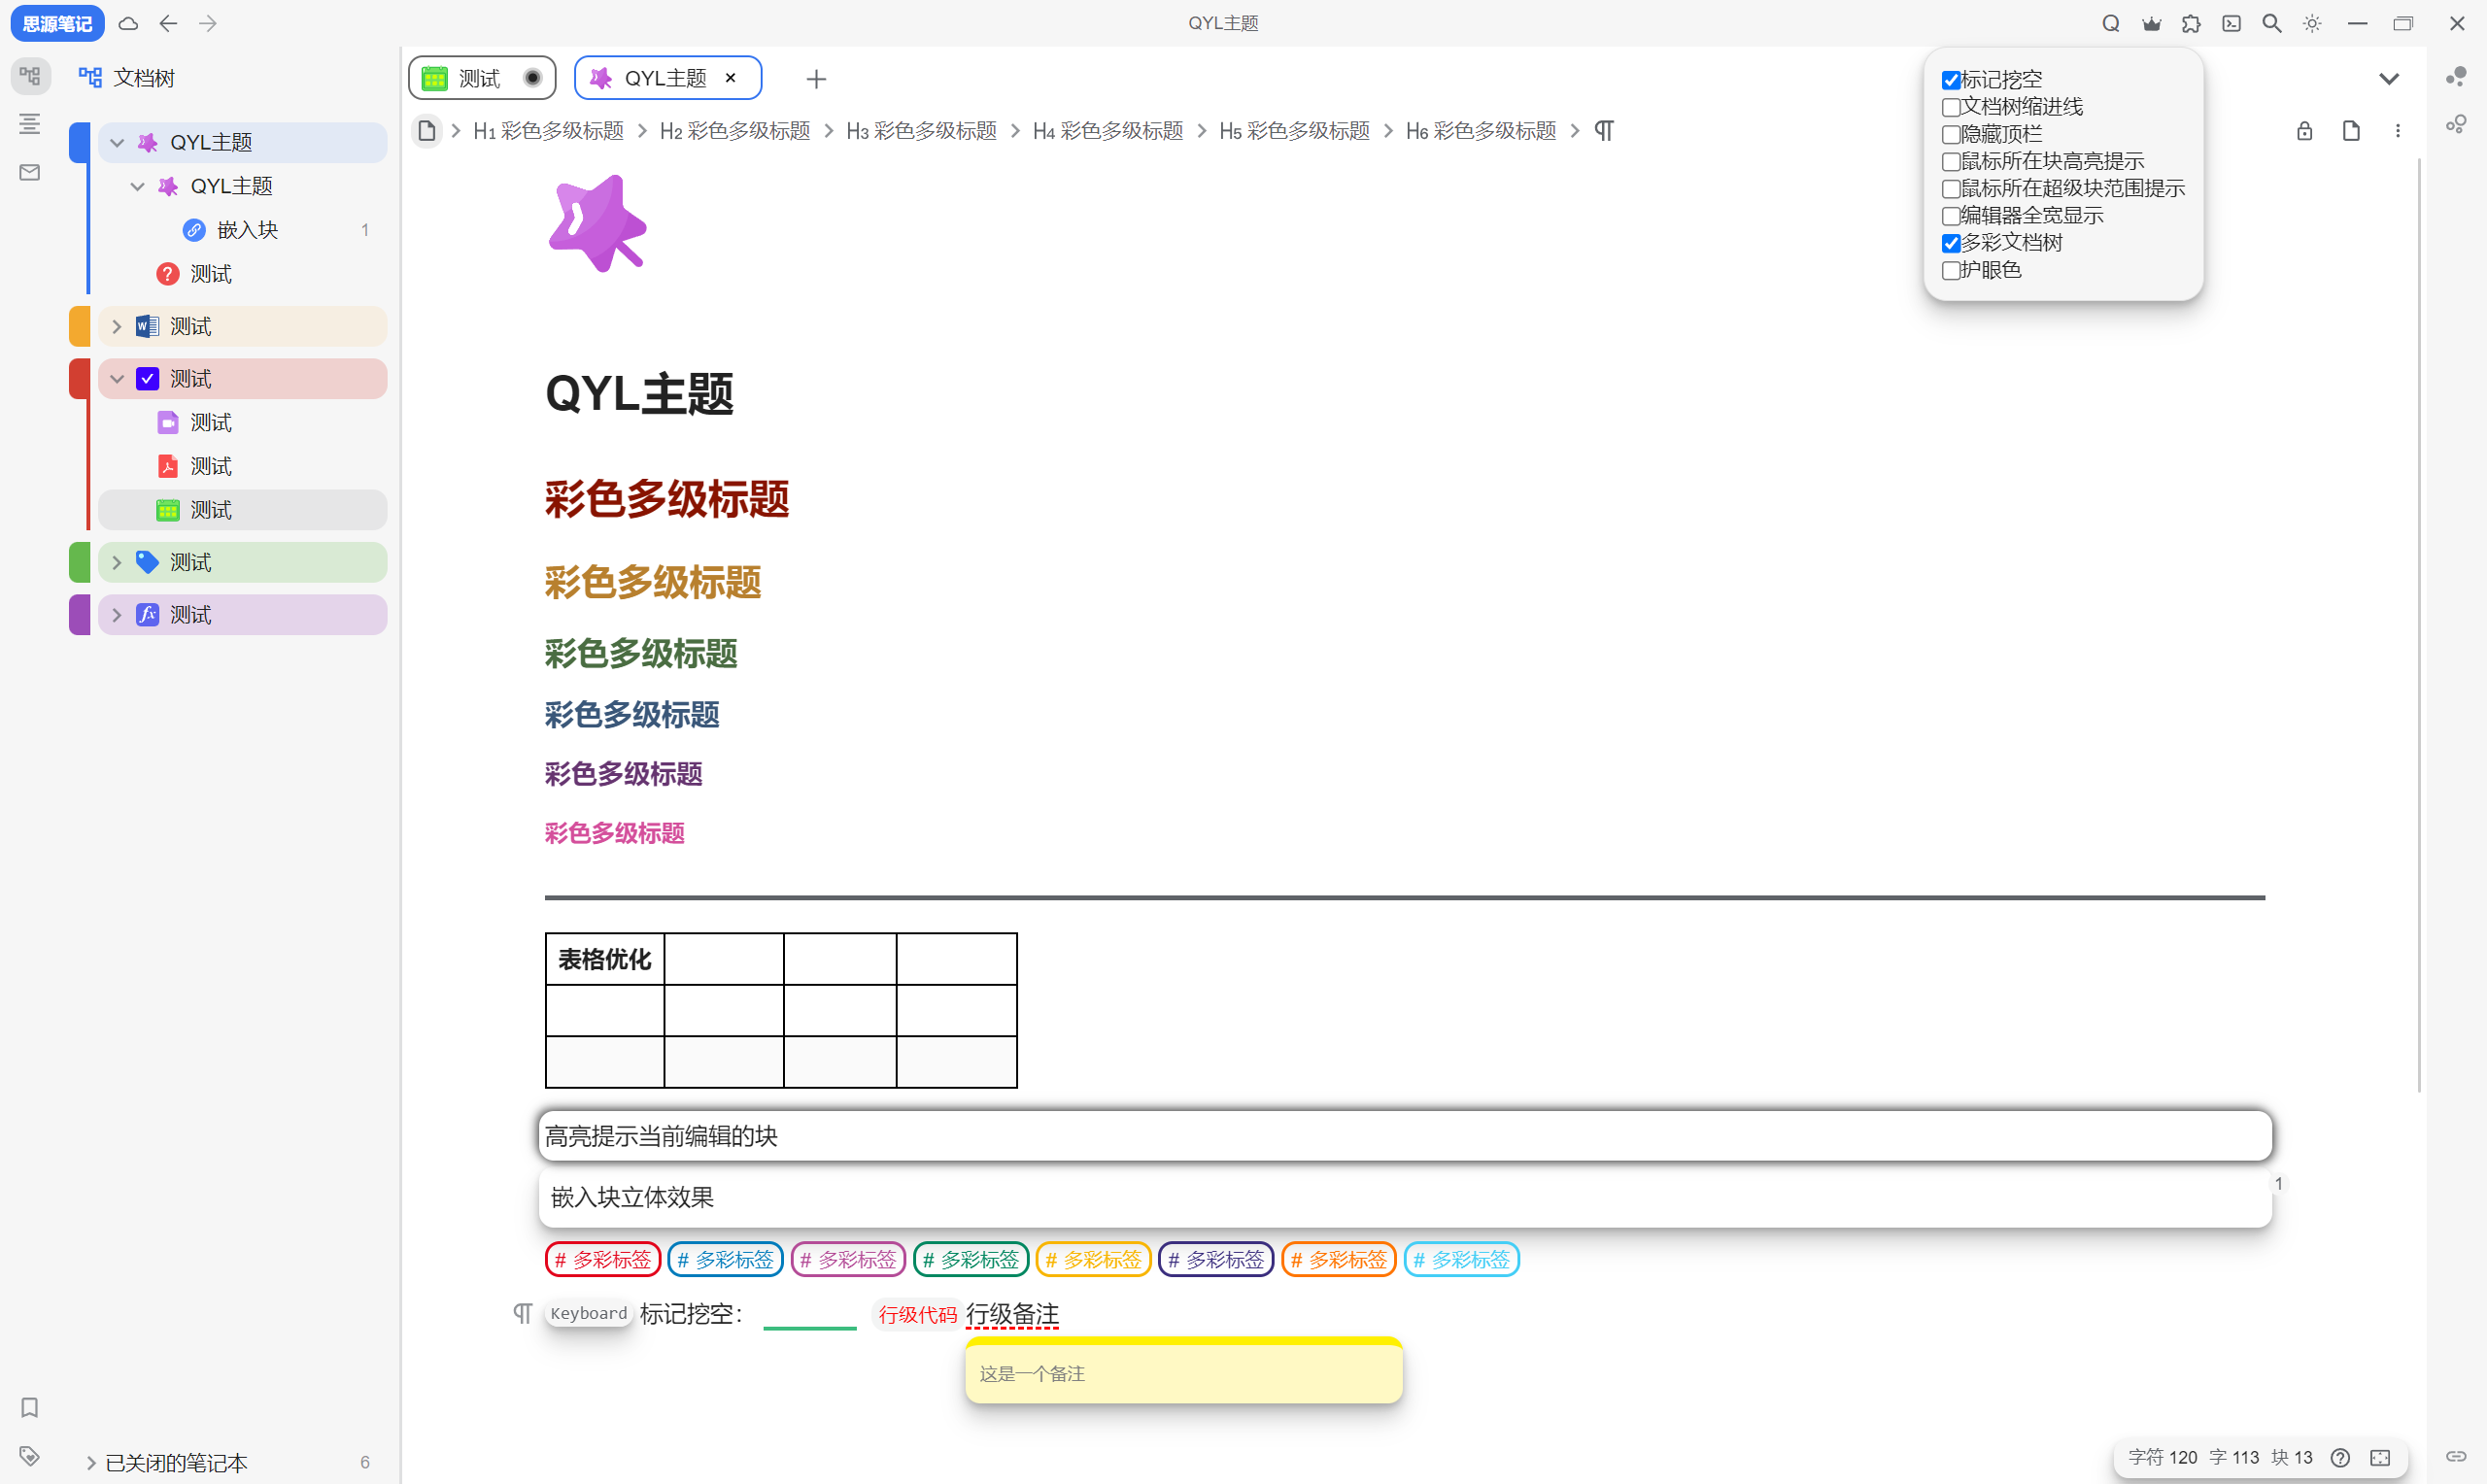 思源笔记
QYL主题
文档树
QYL主题
QYL主题
嵌入块 1
测试
测试
测试
测试
测试
测试
测试
测试
已关闭的笔记本 6
测试 QYL主题
H1 彩色多级标题 H2 彩色多级标题 H3 彩色多级标题 H4 彩色多级标题 H5 彩色多级标题 H6 彩色多级标题
标记挖空
文档树缩进线
隐藏顶栏
鼠标所在块高亮提示
鼠标所在超级块范围提示
编辑器全宽显示
多彩文档树
护眼色
QYL主题
彩色多级标题
彩色多级标题
彩色多级标题
彩色多级标题
彩色多级标题
彩色多级标题
表格优化
高亮提示当前编辑的块
嵌入块立体效果 1
# 多彩标签 # 多彩标签 # 多彩标签 # 多彩标签 # 多彩标签 # 多彩标签 # 多彩标签 # 多彩标签
Keyboard 标记挖空： 行级代码 行级备注
这是一个备注
字符 120 字 113 块 13